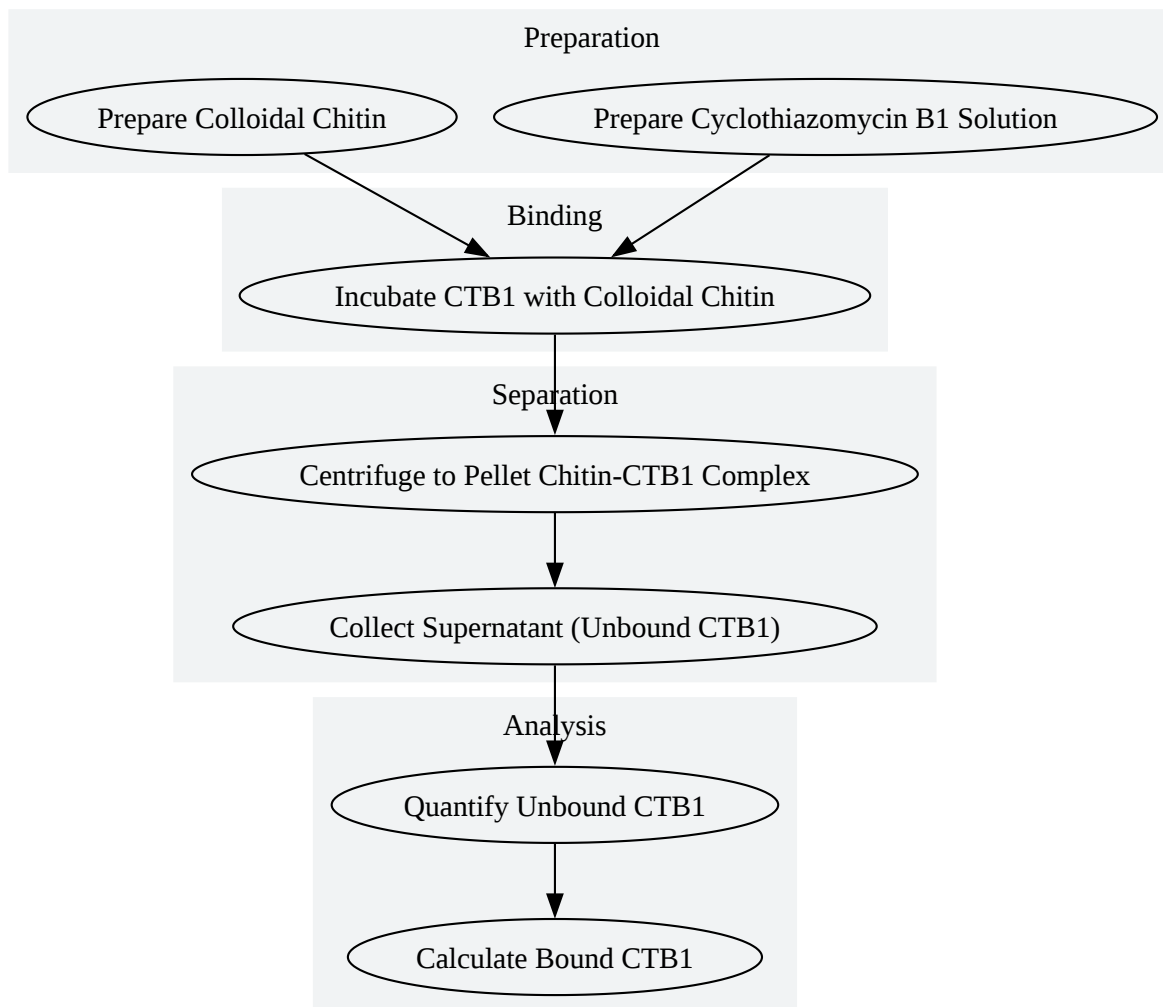 Preparation
Prepare Colloidal Chitin
Prepare Cyclothiazomycin B1 Solution
Binding
Incubate CTB1 with Colloidal Chitin
Separation
Centrifuge to Pellet Chitin-CTB1 Complex
Collect Supernatant (Unbound CTB1)
Analysis
Quantify Unbound CTB1
Calculate Bound CTB1